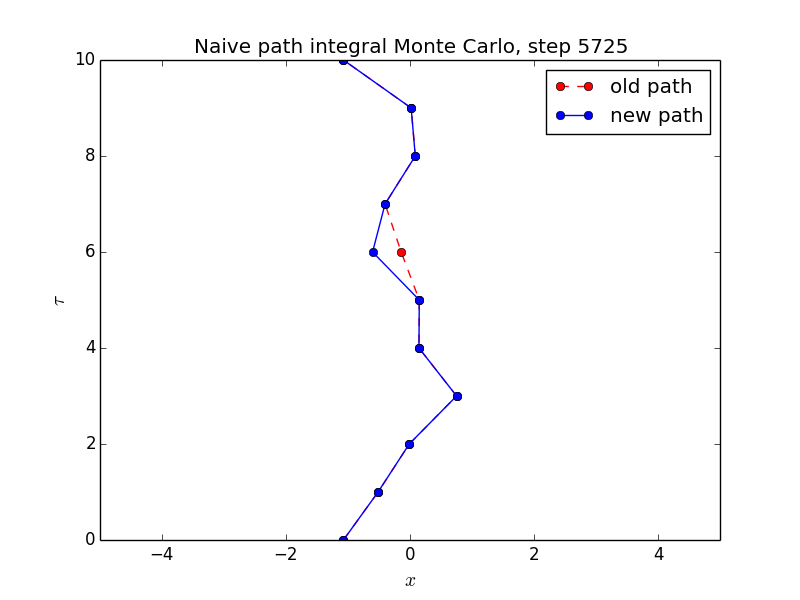 Naive path integral Monte Carlo, step 5725
old path
new path
10
8
6
4
2
0
τ
−4 −2 0 2 4
x